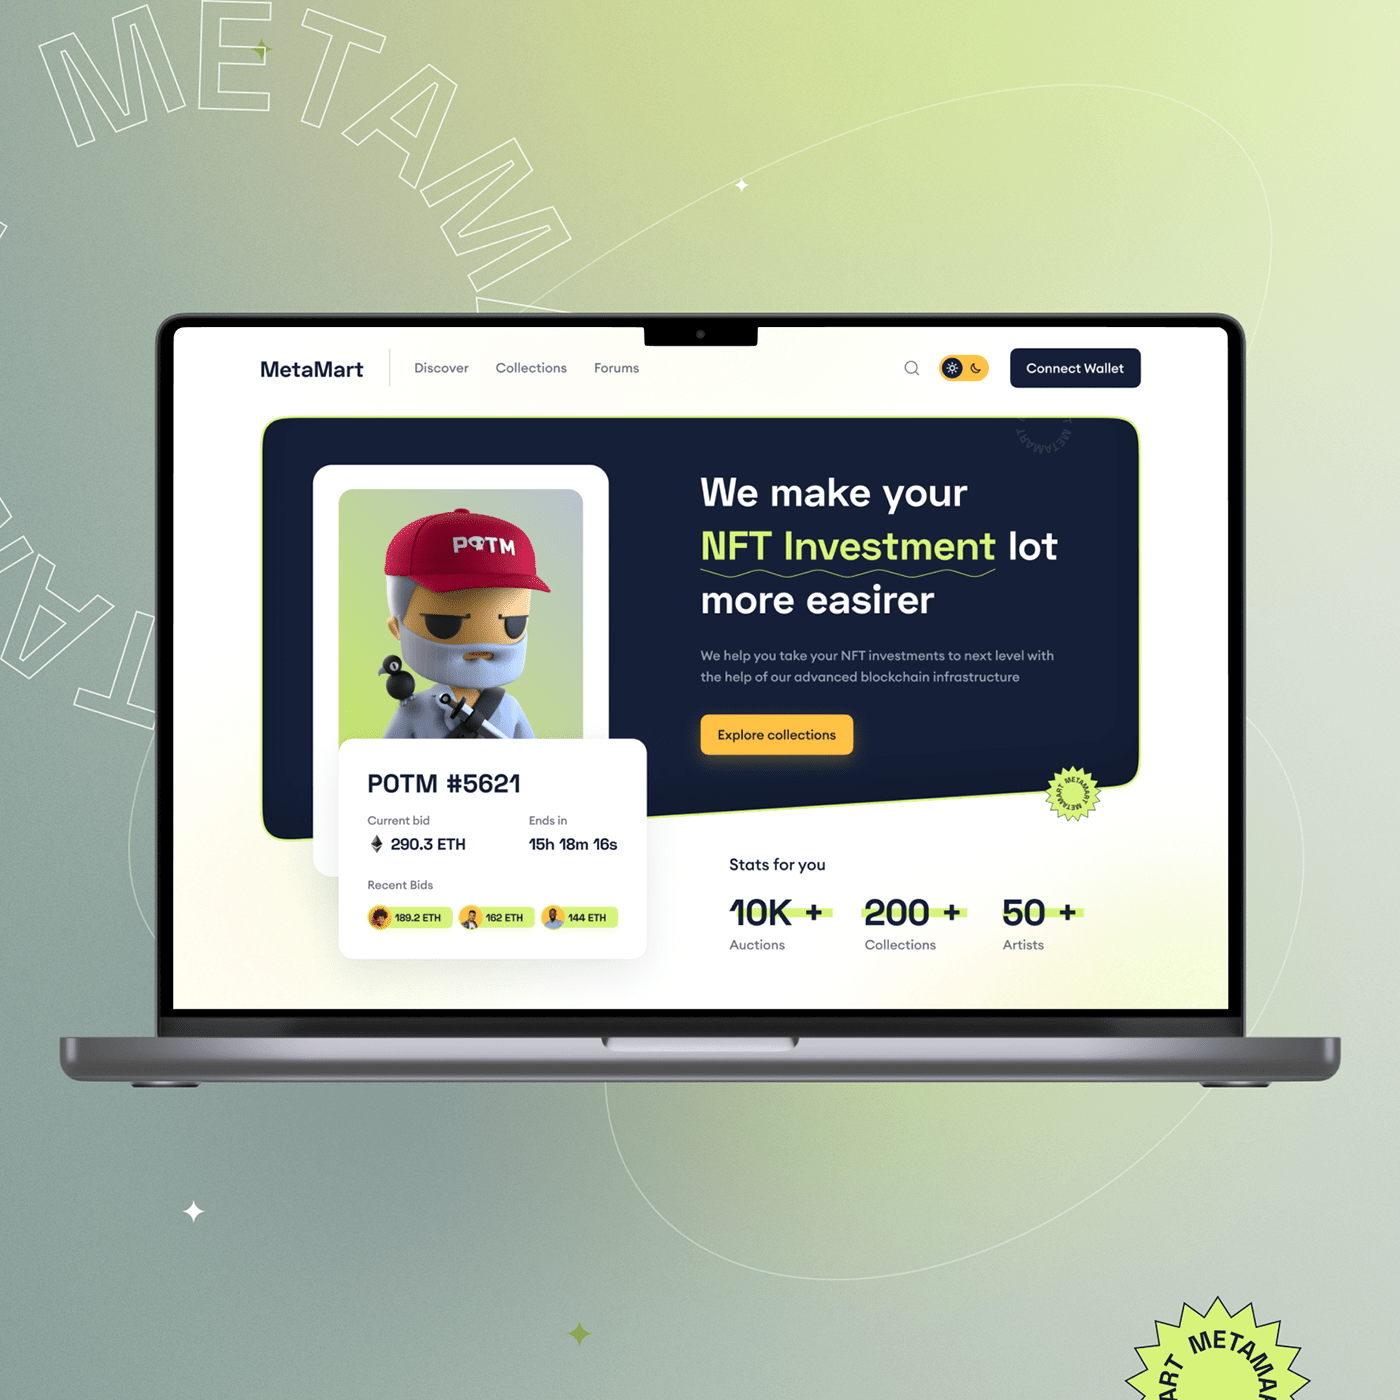 METAMA
TA
MetaMart
Discover
Collections
Forums
Connect Wallet
METAMART
POTM
We make your
NFT Investment lot
more easirer
We help you take your NFT investments to next level with
the help of our advanced blockchain infrastructure
Explore collections
METAMART METAMART
POTM #5621
Current bid
290.3 ETH
Ends in
15h 18m 16s
Recent Bids
189.2 ETH
162 ETH
144 ETH
Stats for you
10K +
200 +
50 +
Auctions
Collections
Artists
ART METAMA